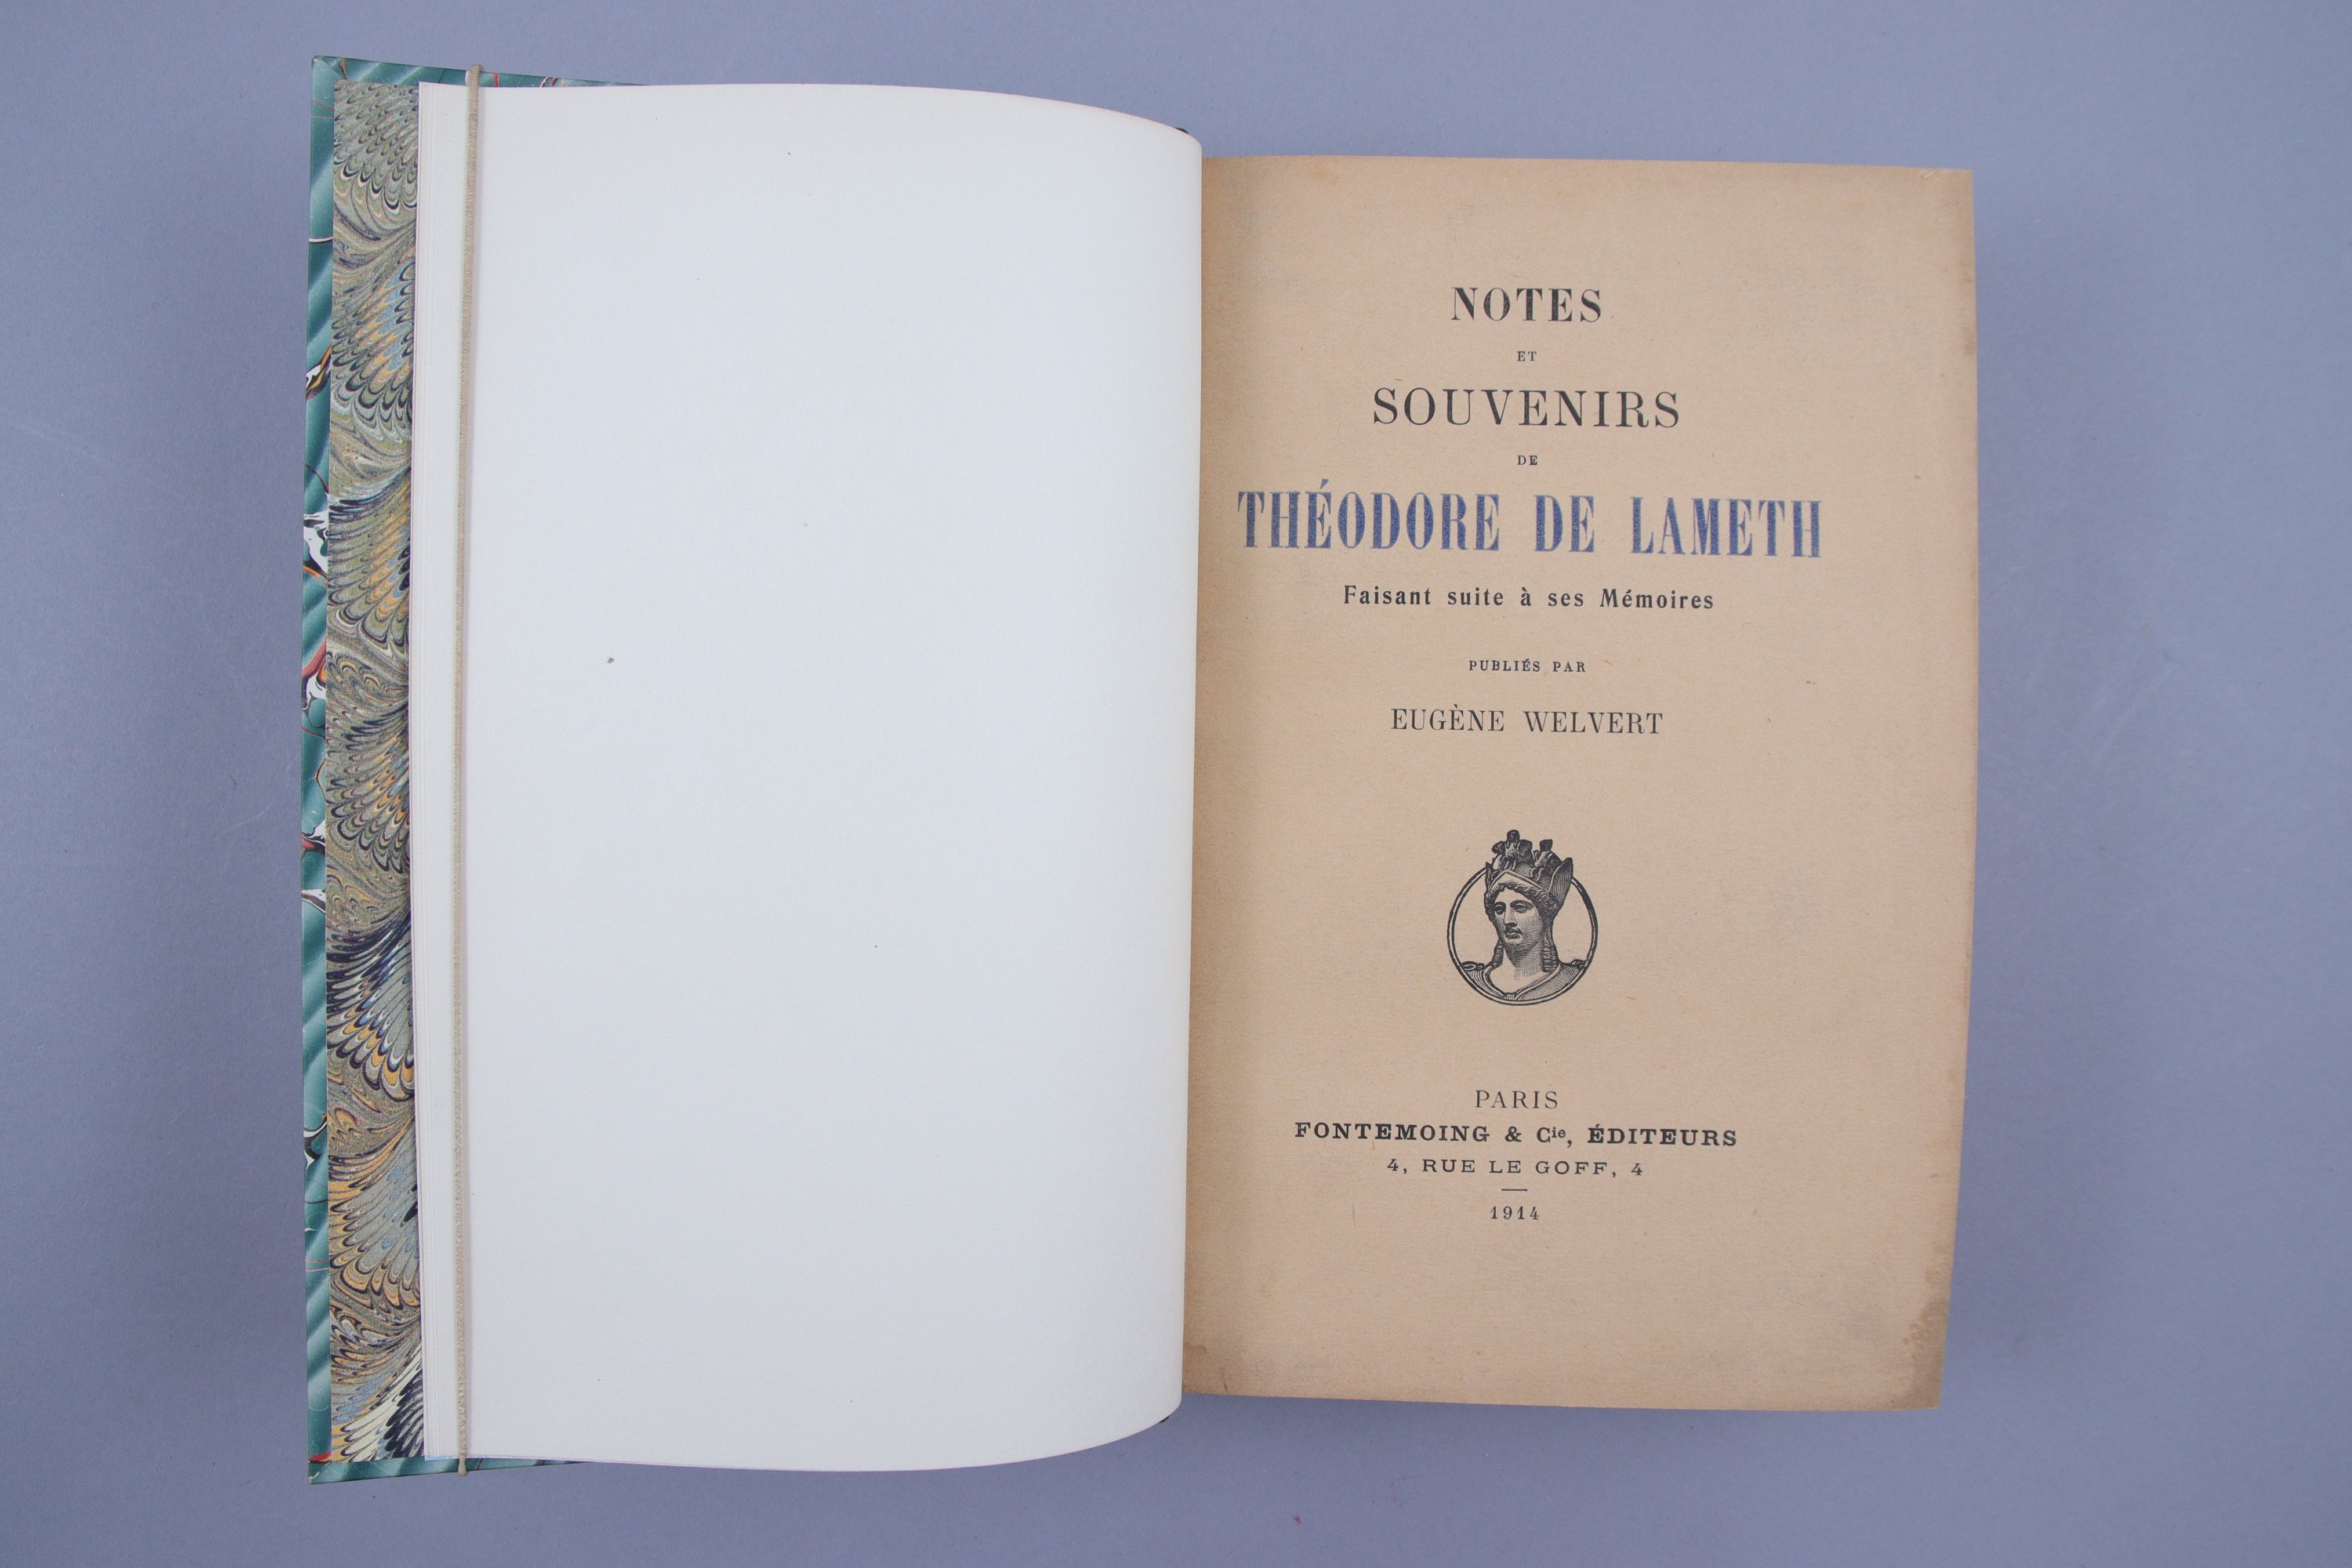 NOTES
ET
SOUVENIRS
DE
THÉODORE DE LAMETH
Faisant suite à ses Mémoires
PUBLIÉS PAR
EUGÈNE WELVERT
PARIS
FONTEMOING & Cie, ÉDITEURS
4, RUE LE GOFF, 4
1914